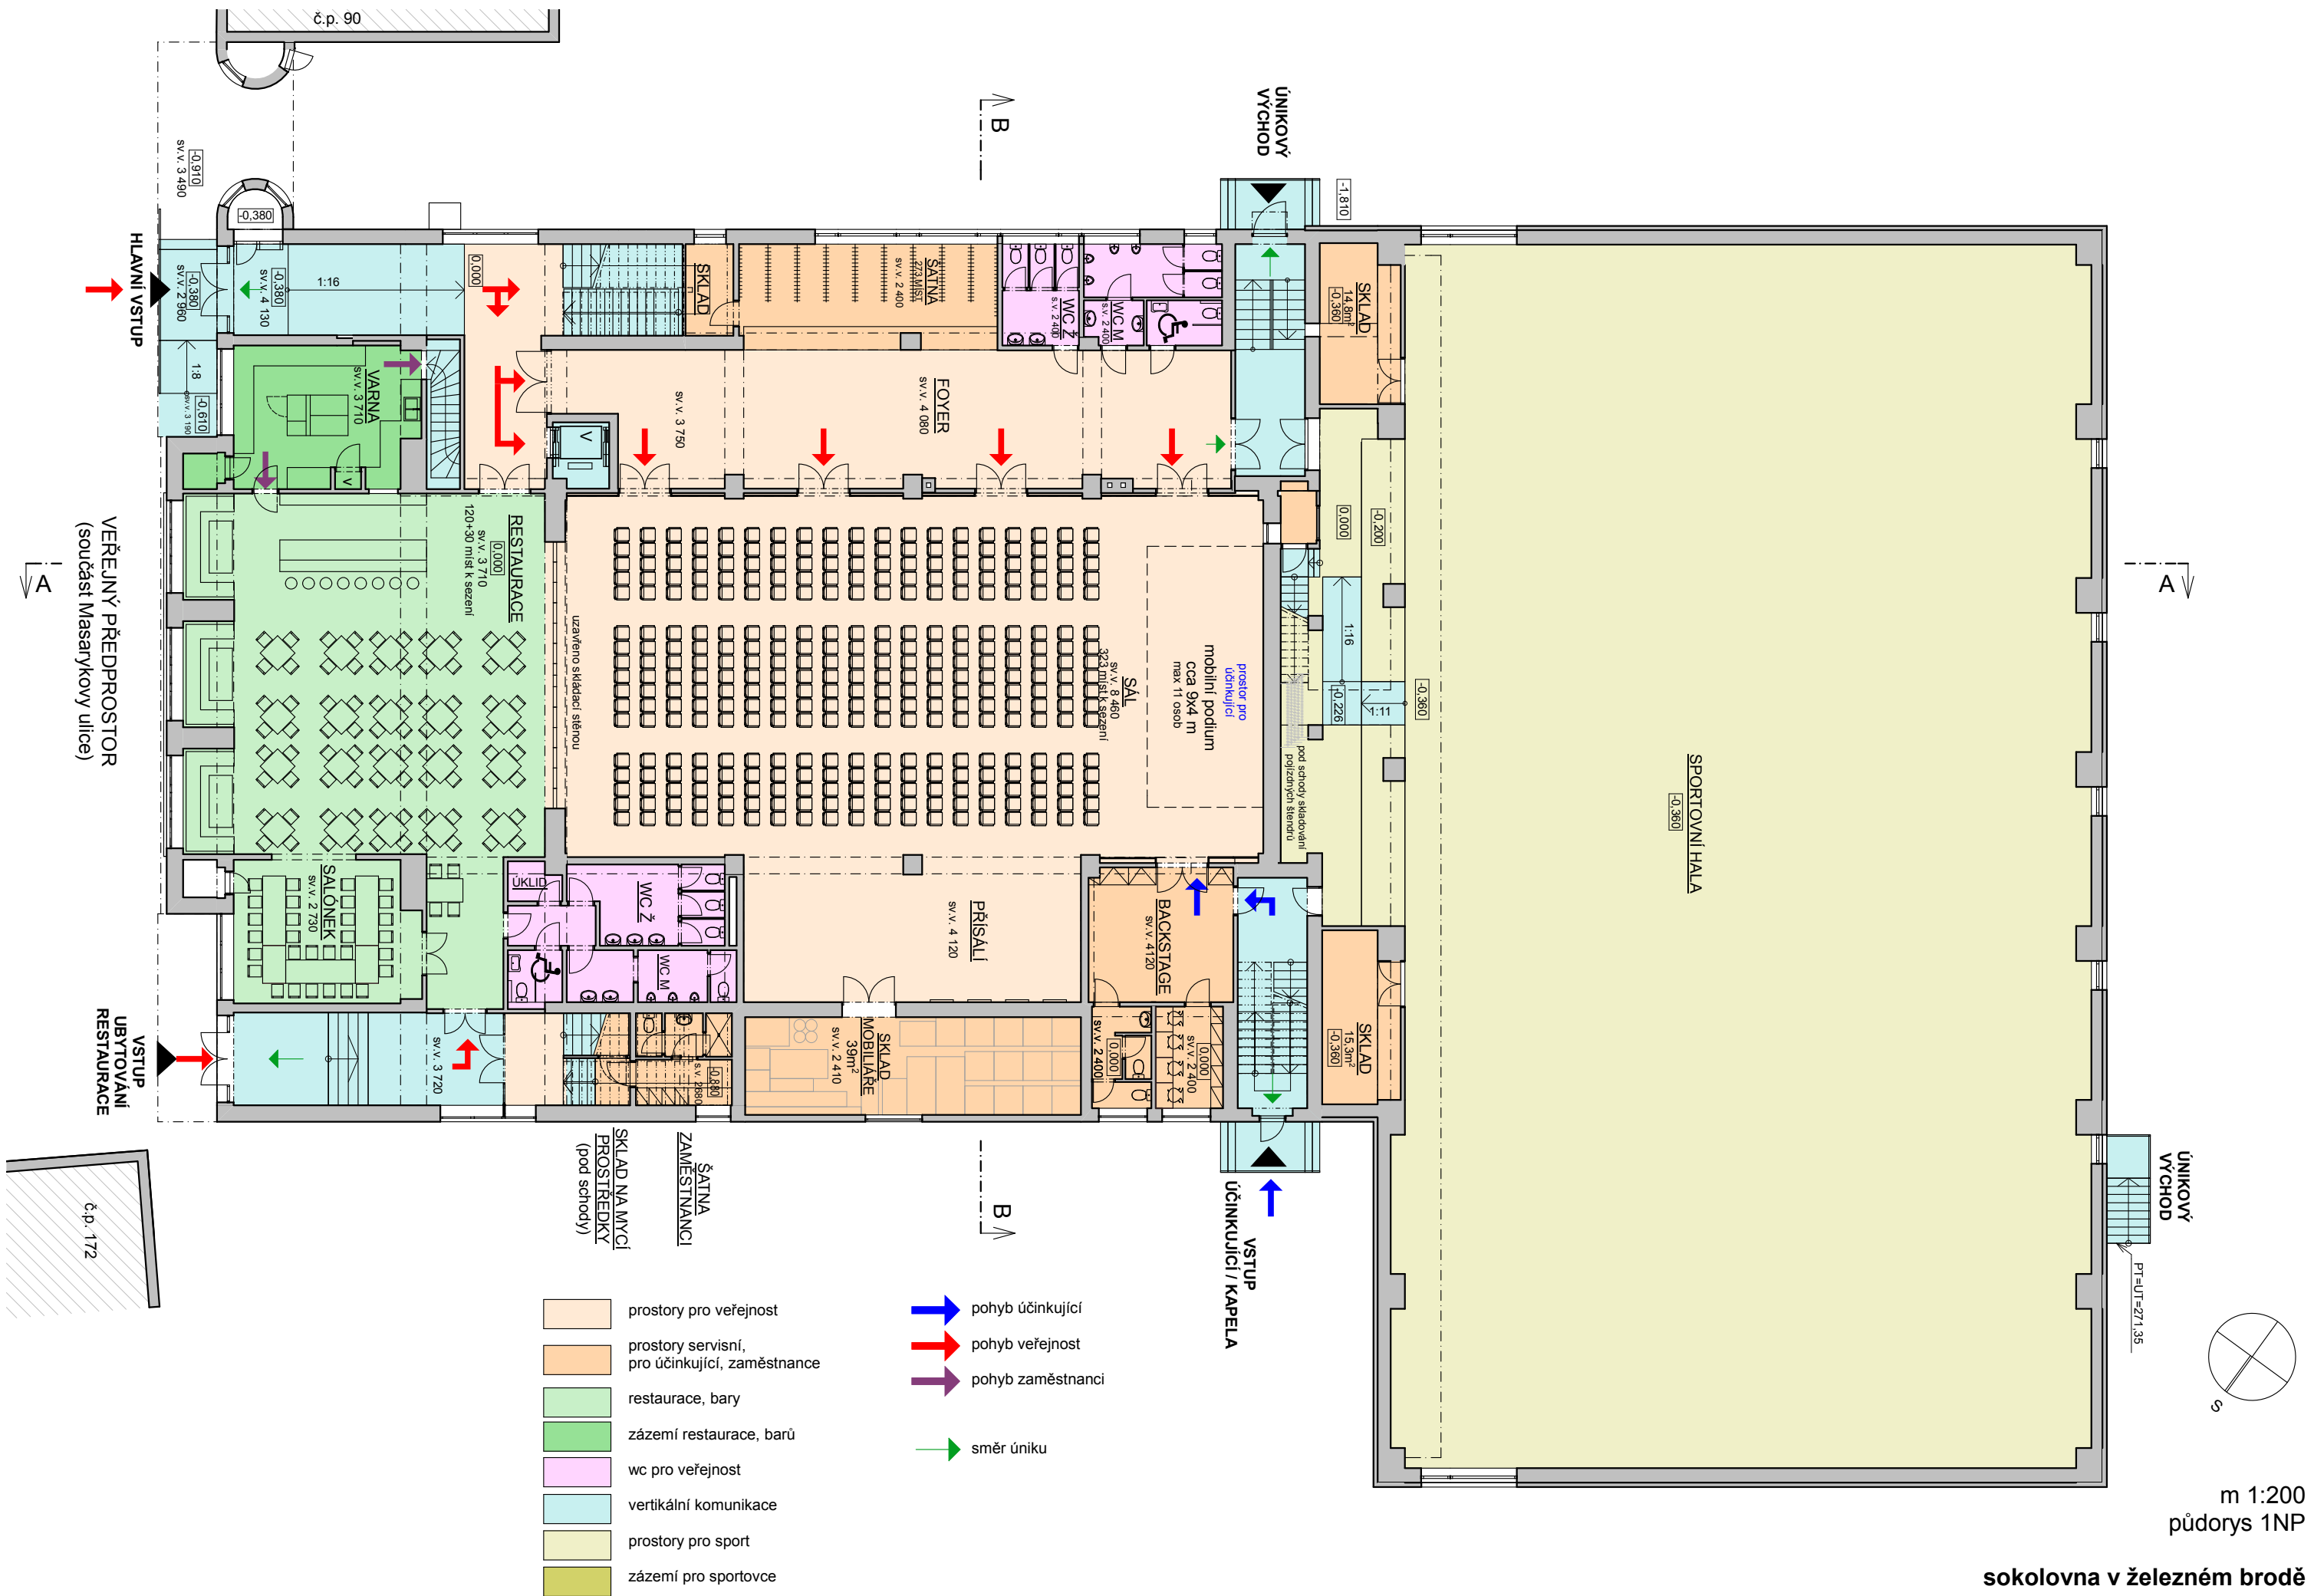 č.p. 90
-0,910
sv.v. 3 490
-0,380
HLAVNÍ VSTUP
-0,380
sv.v. 2 960
-0,380
sv.v. 4 130
1:16
0,000
1:8
-0,610
sv.v. 3 190
VARNA
sv.v. 3 710
V
SKLAD
ŠATNA
273 MÍST
sv.v. 2 400
WC Ž
s.v. 2 400
WC M
s.v. 2 400
B
ÚNIKOVÝ
VÝCHOD
-1,810
SKLAD
14,8m²
-0,360
FOYER
sv.v. 4 080
sv.v. 3 750
V
VEŘEJNÝ PŘEDPROSTOR
(součást Masarykovy ulice)
A
RESTAURACE
0,000
sv.v. 3 710
120+30 míst k sezení
uzavřeno skládací stěnou
SÁL
sv.v. 8 460
323 míst k sezení
prostor pro
účinkující
mobilní podium
cca 9x4 m
max 11 osob
0,000
-0,200
1:16
-0,226
1:11
-0,360
pod schody skladování
pojízdných štendrů
SPORTOVNÍ HALA
-0,360
A
SALÓNEK
sv.v. 2 730
ÚKLID
WC Ž
WC M
PŘÍSÁLÍ
sv.v. 4 120
BACKSTAGE
sv.v. 4120
SKLAD
15,3m²
-0,360
VSTUP
UBYTOVÁNÍ
RESTAURACE
sv.v. 3 720
-0,880
s.v. 2680
SKLAD
MOBILIÁŘE
39m²
sv.v. 2 410
0,000
sv.v. 2 400
0,000
sv.v. 2 400
SKLAD NA MYCÍ
PROSTŘEDKY
(pod schody)
ŠATNA
ZAMĚSTNANCI
B
VSTUP
ÚČINKUJÍCÍ / KAPELA
ÚNIKOVÝ
VÝCHOD
PT=UT=271,35
č.p. 172
S
prostory pro veřejnost
prostory servisní,
pro účinkující, zaměstnance
restaurace, bary
zázemí restaurace, barů
wc pro veřejnost
vertikální komunikace
prostory pro sport
zázemí pro sportovce
pohyb účinkující
pohyb veřejnost
pohyb zaměstnanci
směr úniku
m 1:200
půdorys 1NP
sokolovna v železném brodě